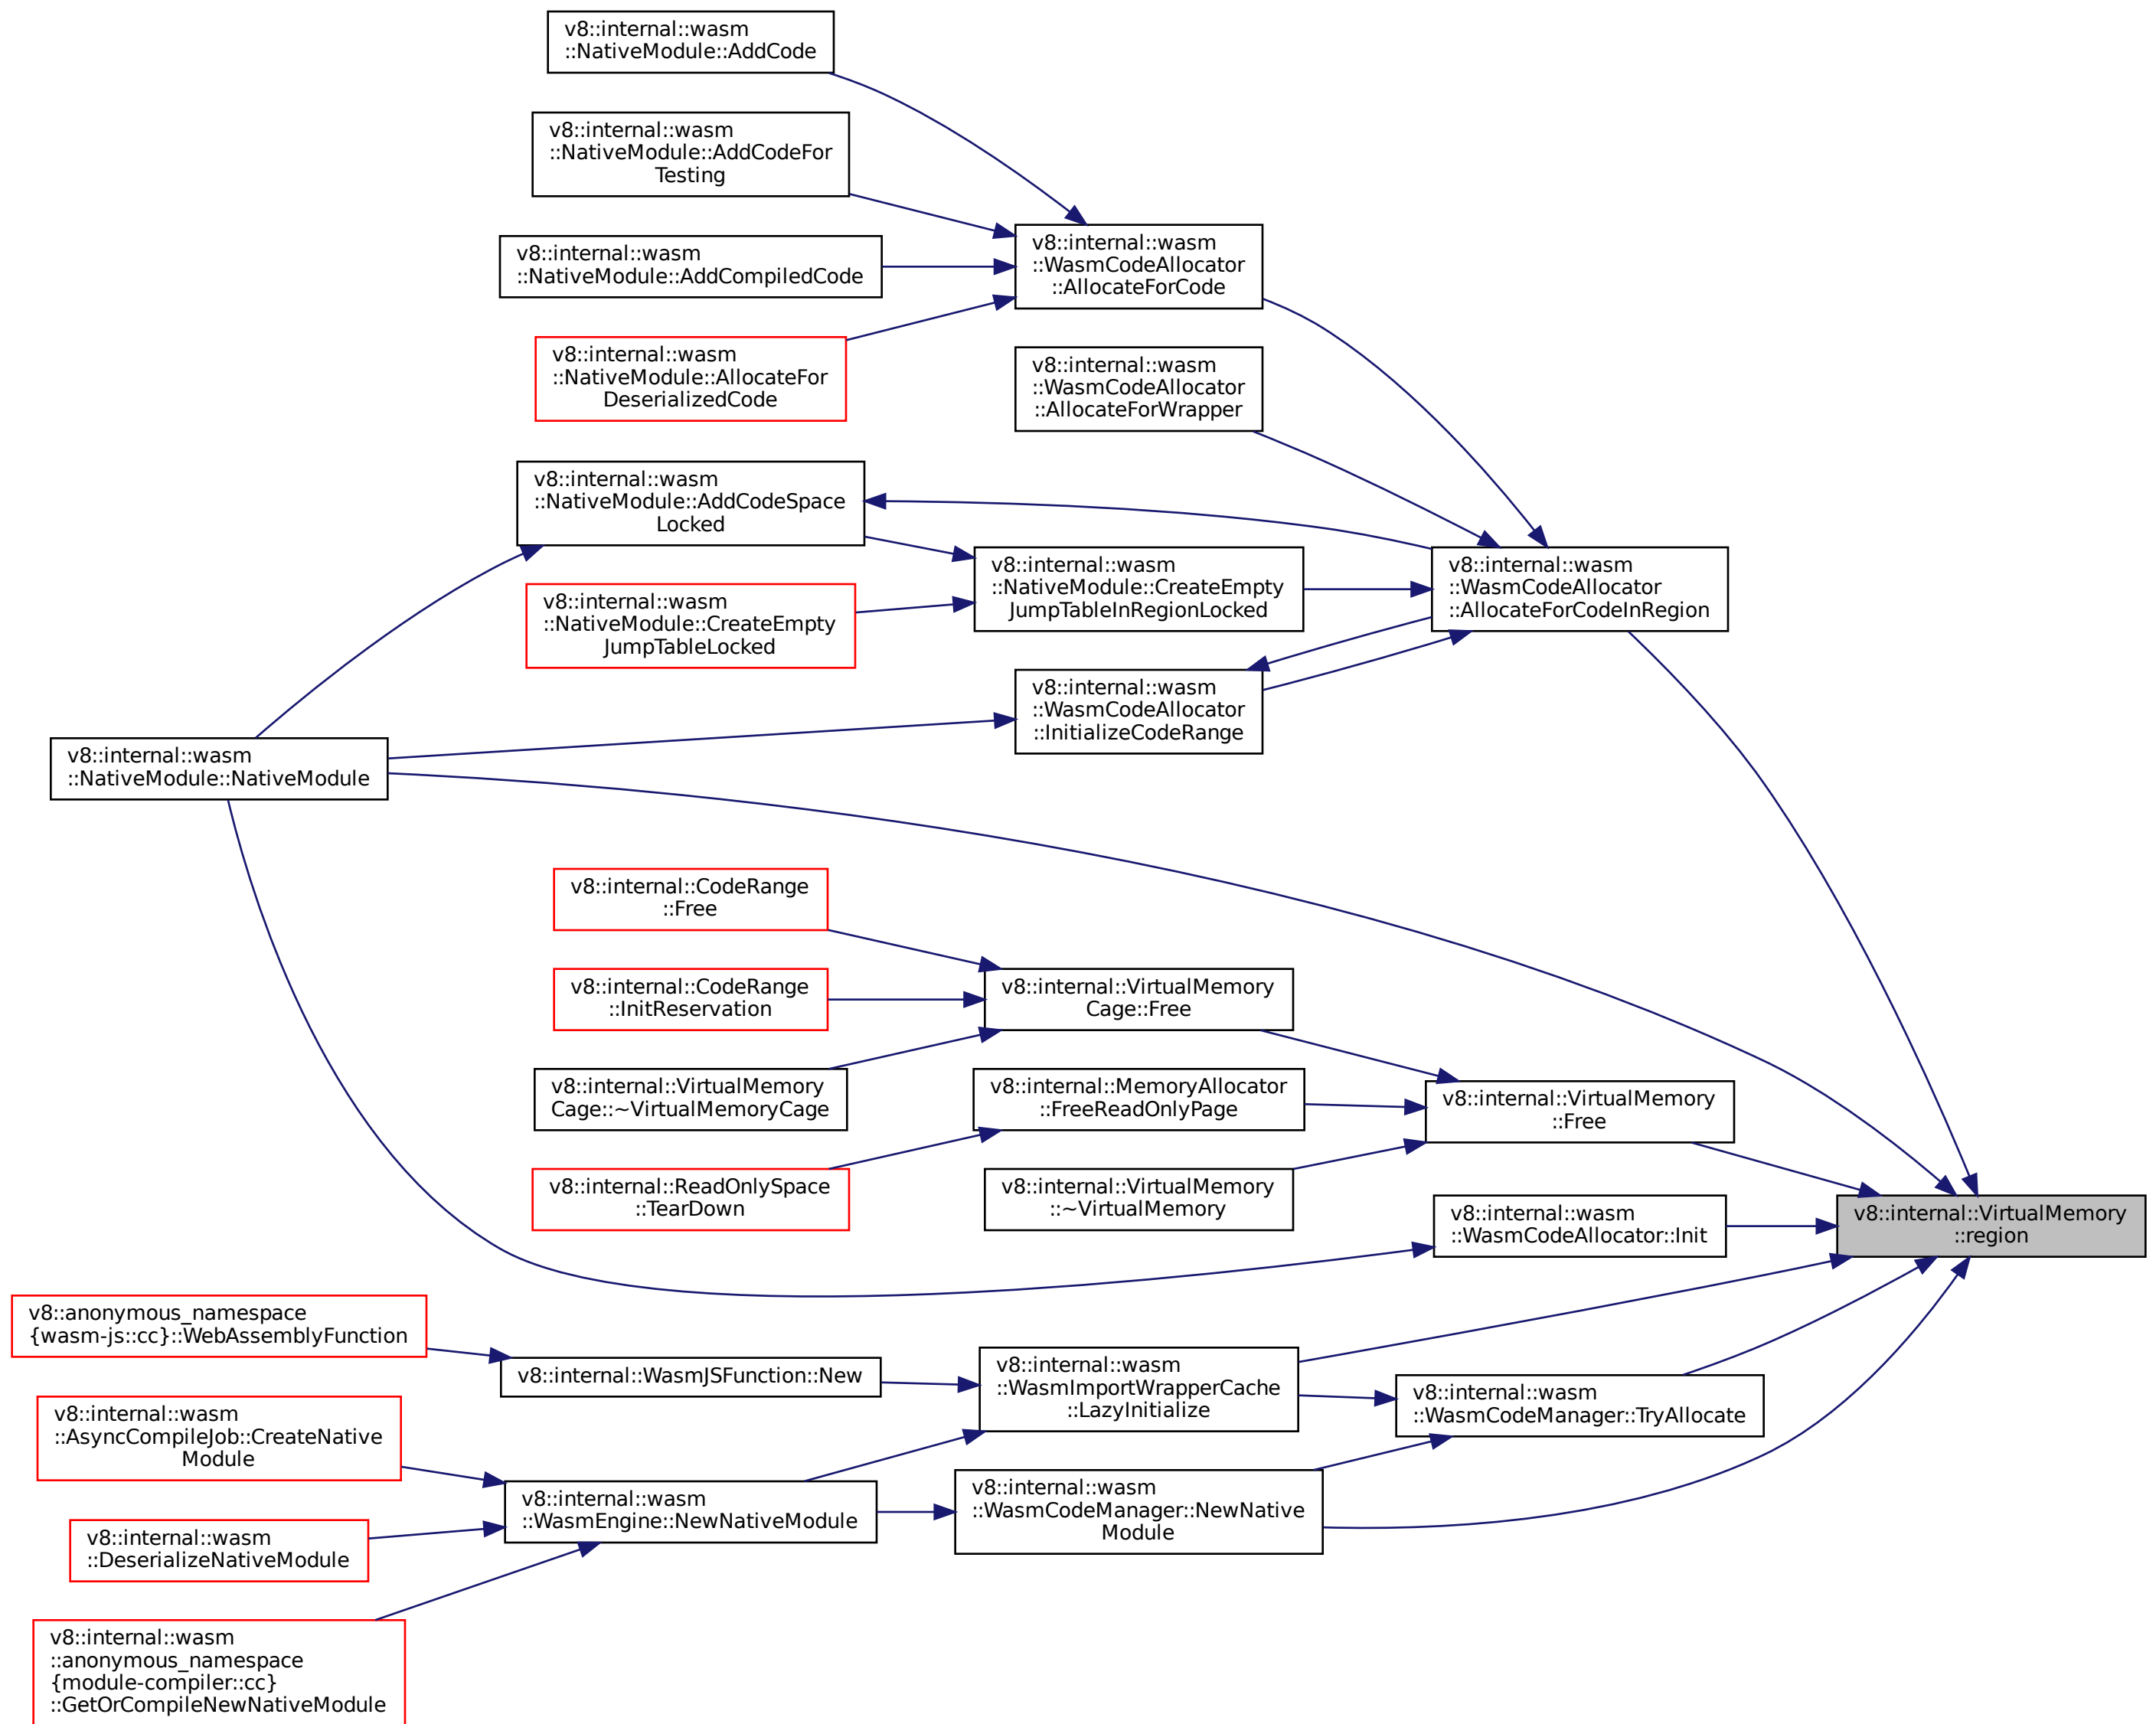 v8::internal::wasm
::NativeModule::AddCode
v8::internal::wasm
::NativeModule::AddCodeFor
Testing
v8::internal::wasm
::WasmCodeAllocator
::AllocateForCode
v8::internal::wasm
::NativeModule::AddCompiledCode
v8::internal::wasm
::NativeModule::AllocateFor
DeserializedCode
v8::internal::wasm
::WasmCodeAllocator
::AllocateForWrapper
v8::internal::wasm
::NativeModule::AddCodeSpace
Locked
v8::internal::wasm
::NativeModule::CreateEmpty
JumpTableInRegionLocked
v8::internal::wasm
::WasmCodeAllocator
::AllocateForCodeInRegion
v8::internal::wasm
::NativeModule::CreateEmpty
JumpTableLocked
v8::internal::wasm
::WasmCodeAllocator
::InitializeCodeRange
v8::internal::wasm
::NativeModule::NativeModule
v8::internal::CodeRange
::Free
v8::internal::CodeRange
::InitReservation
v8::internal::VirtualMemory
Cage::Free
v8::internal::VirtualMemory
Cage::~VirtualMemoryCage
v8::internal::MemoryAllocator
::FreeReadOnlyPage
v8::internal::VirtualMemory
::Free
v8::internal::ReadOnlySpace
::TearDown
v8::internal::VirtualMemory
::~VirtualMemory
v8::internal::wasm
::WasmCodeAllocator::Init
v8::internal::VirtualMemory
::region
v8::anonymous_namespace
{wasm-js::cc}::WebAssemblyFunction
v8::internal::WasmJSFunction::New
v8::internal::wasm
::WasmImportWrapperCache
::LazyInitialize
v8::internal::wasm
::WasmCodeManager::TryAllocate
v8::internal::wasm
::AsyncCompileJob::CreateNative
Module
v8::internal::wasm
::WasmEngine::NewNativeModule
v8::internal::wasm
::WasmCodeManager::NewNative
Module
v8::internal::wasm
::DeserializeNativeModule
v8::internal::wasm
::anonymous_namespace
{module-compiler::cc}
::GetOrCompileNewNativeModule